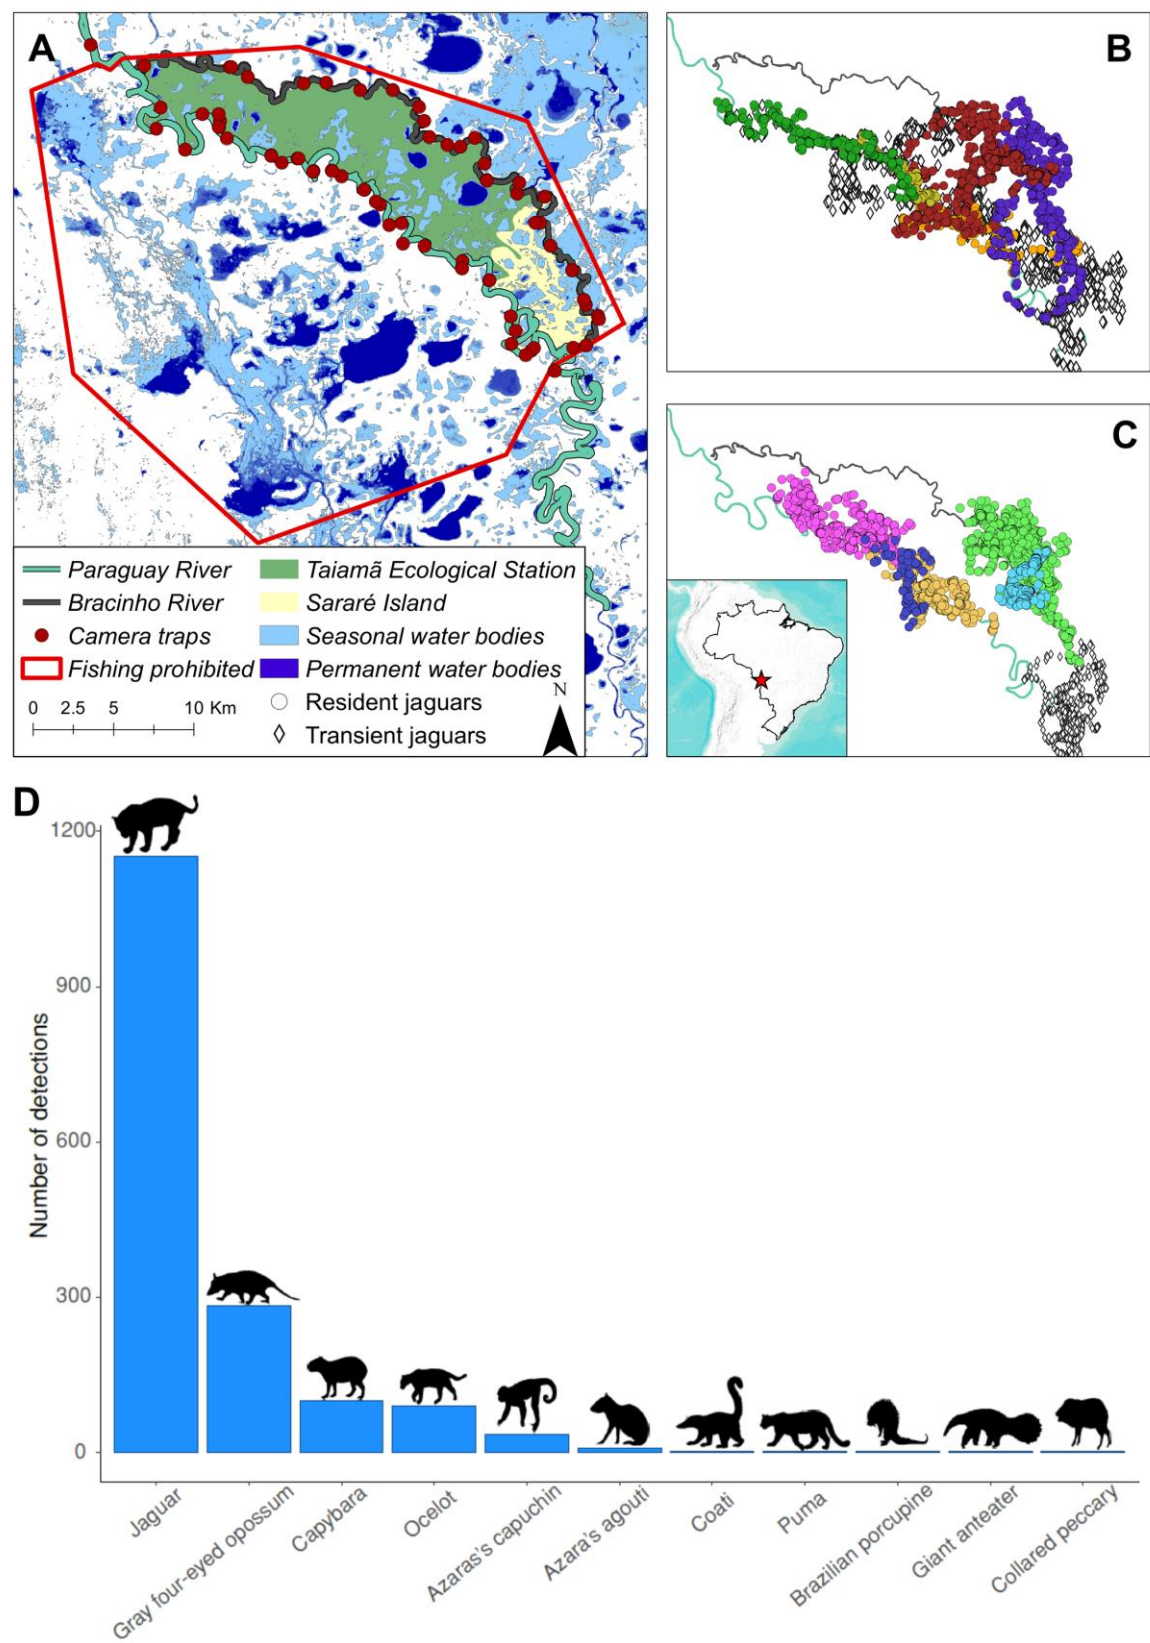 A
B
Paraguay River
Bracinho River
Camera traps
Fishing prohibited
0 2.5 5 10 Km
Taiamã Ecological Station
Sararé Island
Seasonal water bodies
Permanent water bodies
Resident jaguars
Transient jaguars
N
C
D
Number of detections
1200
900
600
300
0
Jaguar
Gray four-eyed opossum
Capybara
Ocelot
Azaras's capuchin
Azara's agouti
Coati
Puma
Brazilian porcupine
Giant anteater
Collared peccary